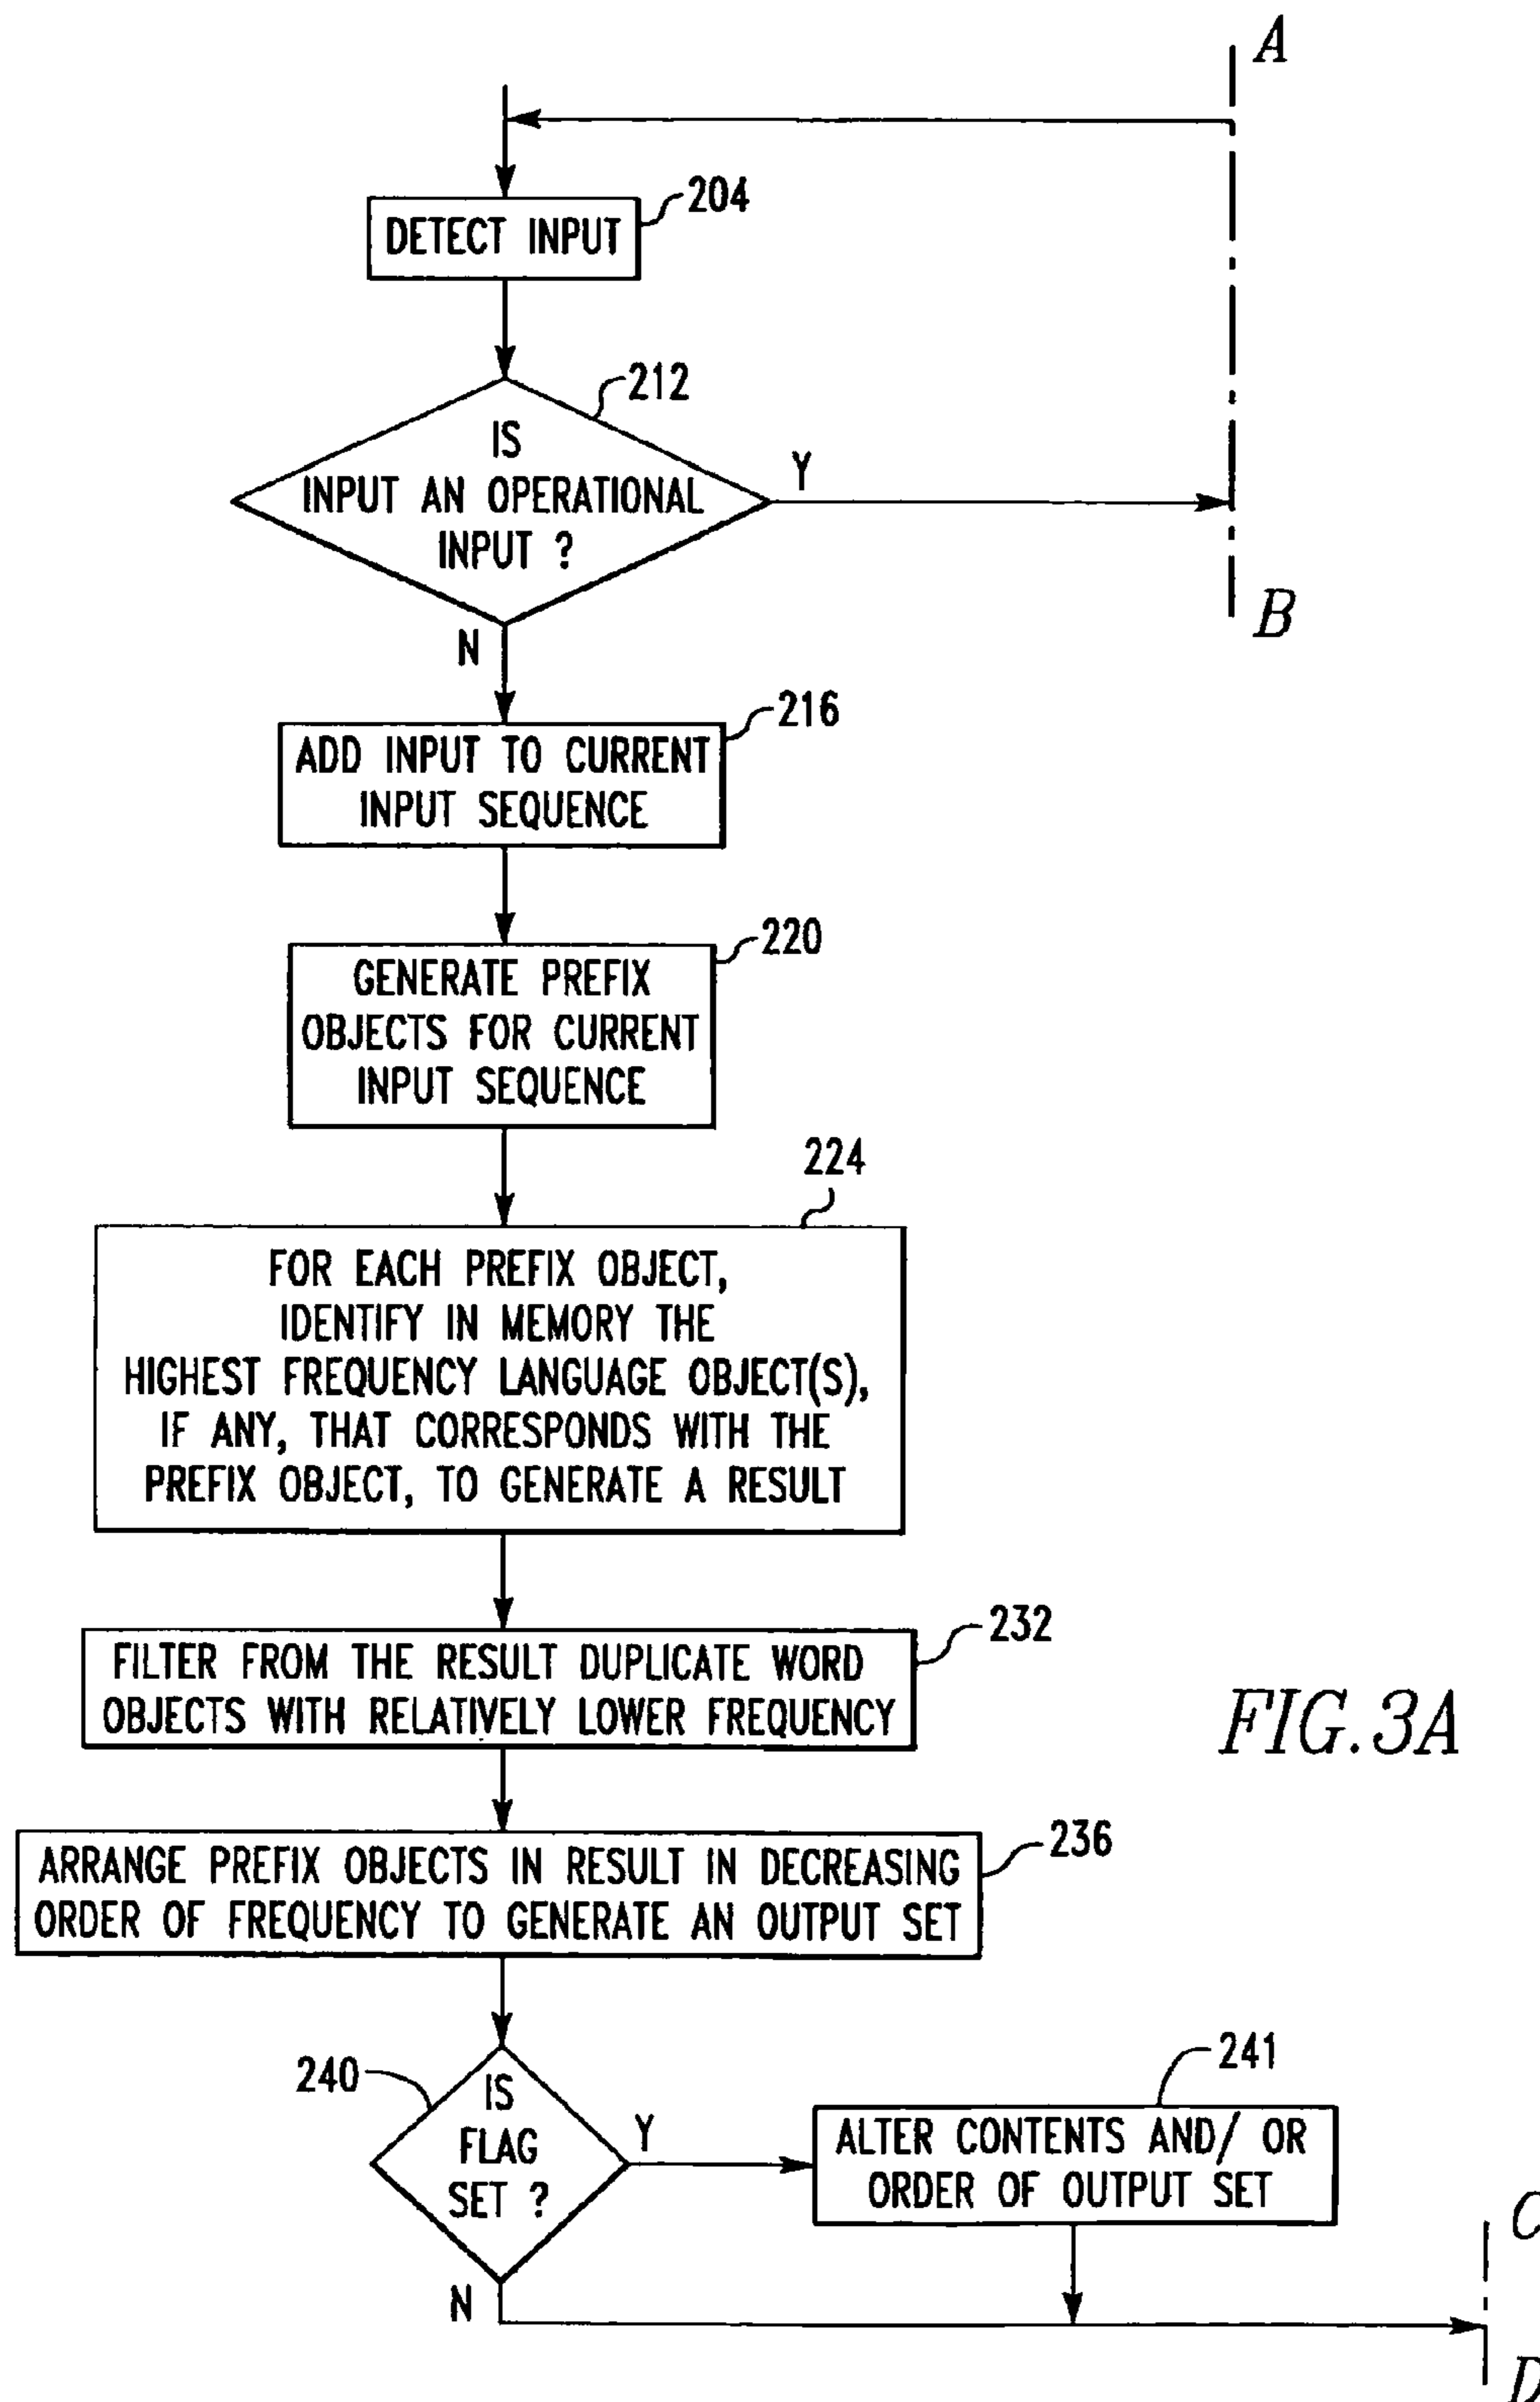 A
204
DETECT INPUT
212
IS
INPUT AN OPERATIONAL
INPUT ?
Y
B
N
216
ADD INPUT TO CURRENT
INPUT SEQUENCE
220
GENERATE PREFIX
OBJECTS FOR CURRENT
INPUT SEQUENCE
224
FOR EACH PREFIX OBJECT,
IDENTIFY IN MEMORY THE
HIGHEST FREQUENCY LANGUAGE OBJECT(S),
IF ANY, THAT CORRESPONDS WITH THE
PREFIX OBJECT, TO GENERATE A RESULT
232
FILTER FROM THE RESULT DUPLICATE WORD
OBJECTS WITH RELATIVELY LOWER FREQUENCY
FIG. 3A
236
ARRANGE PREFIX OBJECTS IN RESULT IN DECREASING
ORDER OF FREQUENCY TO GENERATE AN OUTPUT SET
240
IS
FLAG
SET ?
Y
241
ALTER CONTENTS AND/ OR
ORDER OF OUTPUT SET
C
N
D